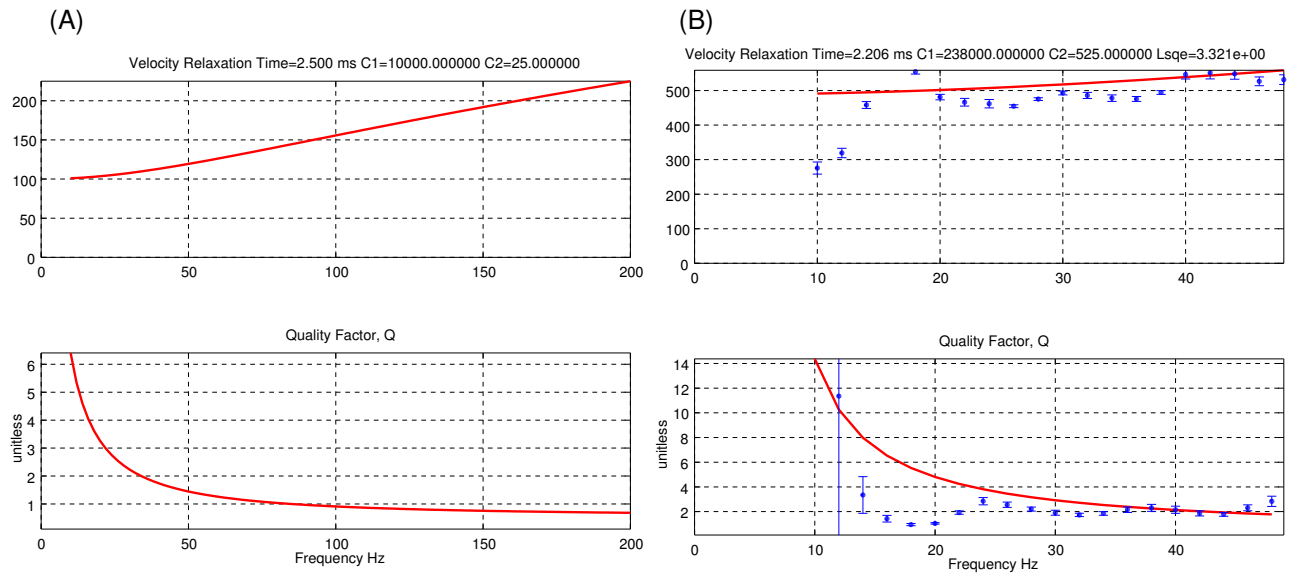 (A)
(B)
Velocity Relaxation Time=2.500 ms C1=10000.000000 C2=25.000000
200
150
100
50
0
0 50 100 150 200
Quality Factor, Q
6
5
4
3
2
1
unitless
0 50 100 150 200
Frequency Hz
Velocity Relaxation Time=2.206 ms C1=238000.000000 C2=525.000000 Lsqe=3.321e+00
500
400
300
200
100
0
0 10 20 30 40
Quality Factor, Q
14
12
10
8
6
4
2
unitless
0 10 20 30 40
Frequency Hz